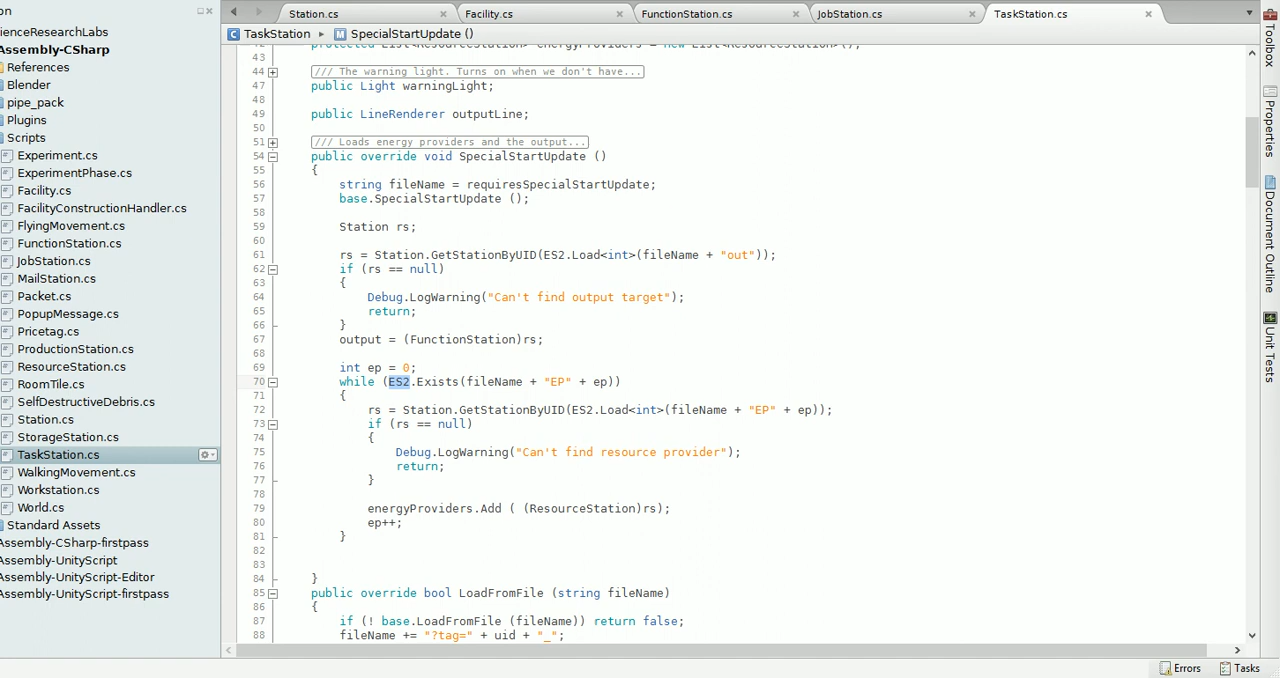 on
ienceResearchLabs
Assembly-CSharp
References
Blender
pipe_pack
Plugins
Scripts
Experiment.cs
ExperimentPhase.cs
Facility.cs
FacilityConstructionHandler.cs
FlyingMovement.cs
FunctionStation.cs
JobStation.cs
MailStation.cs
Packet.cs
PopupMessage.cs
Pricetag.cs
ProductionStation.cs
ResourceStation.cs
RoomTile.cs
SelfDestructiveDebris.cs
Station.cs
StorageStation.cs
TaskStation.cs
WalkingMovement.cs
Workstation.cs
World.cs
Standard Assets
Assembly-CSharp-firstpass
Assembly-UnityScript
Assembly-UnityScript-Editor
Assembly-UnityScript-firstpass
Station.cs Facility.cs FunctionStation.cs JobStation.cs TaskStation.cs
C TaskStation M SpecialStartUpdate ()
42 protected List<ResourceStation> energyProviders = new List<ResourceStation>();
43
44 /// The warning light. Turns on when we don't have...
47 public Light warningLight;
48
49 public LineRenderer outputLine;
50
51 /// Loads energy providers and the output...
54 public override void SpecialStartUpdate ()
55 {
56 string fileName = requiresSpecialStartUpdate;
57 base.SpecialStartUpdate ();
58
59 Station rs;
60
61 rs = Station.GetStationByUID(ES2.Load<int>(fileName + "out"));
62 if (rs == null)
63 {
64 Debug.LogWarning("Can't find output target");
65 return;
66 }
67 output = (FunctionStation)rs;
68
69 int ep = 0;
70 while (ES2.Exists(fileName + "EP" + ep))
71 {
72 rs = Station.GetStationByUID(ES2.Load<int>(fileName + "EP" + ep));
73 if (rs == null)
74 {
75 Debug.LogWarning("Can't find resource provider");
76 return;
77 }
78
79 energyProviders.Add ( (ResourceStation)rs);
80 ep++;
81 }
82
83
84 }
85 public override bool LoadFromFile (string fileName)
86 {
87 if (! base.LoadFromFile (fileName)) return false;
88 fileName += "?tag=" + uid + "_";
Toolbox
Properties
Document Outline
Unit Tests
Errors Tasks